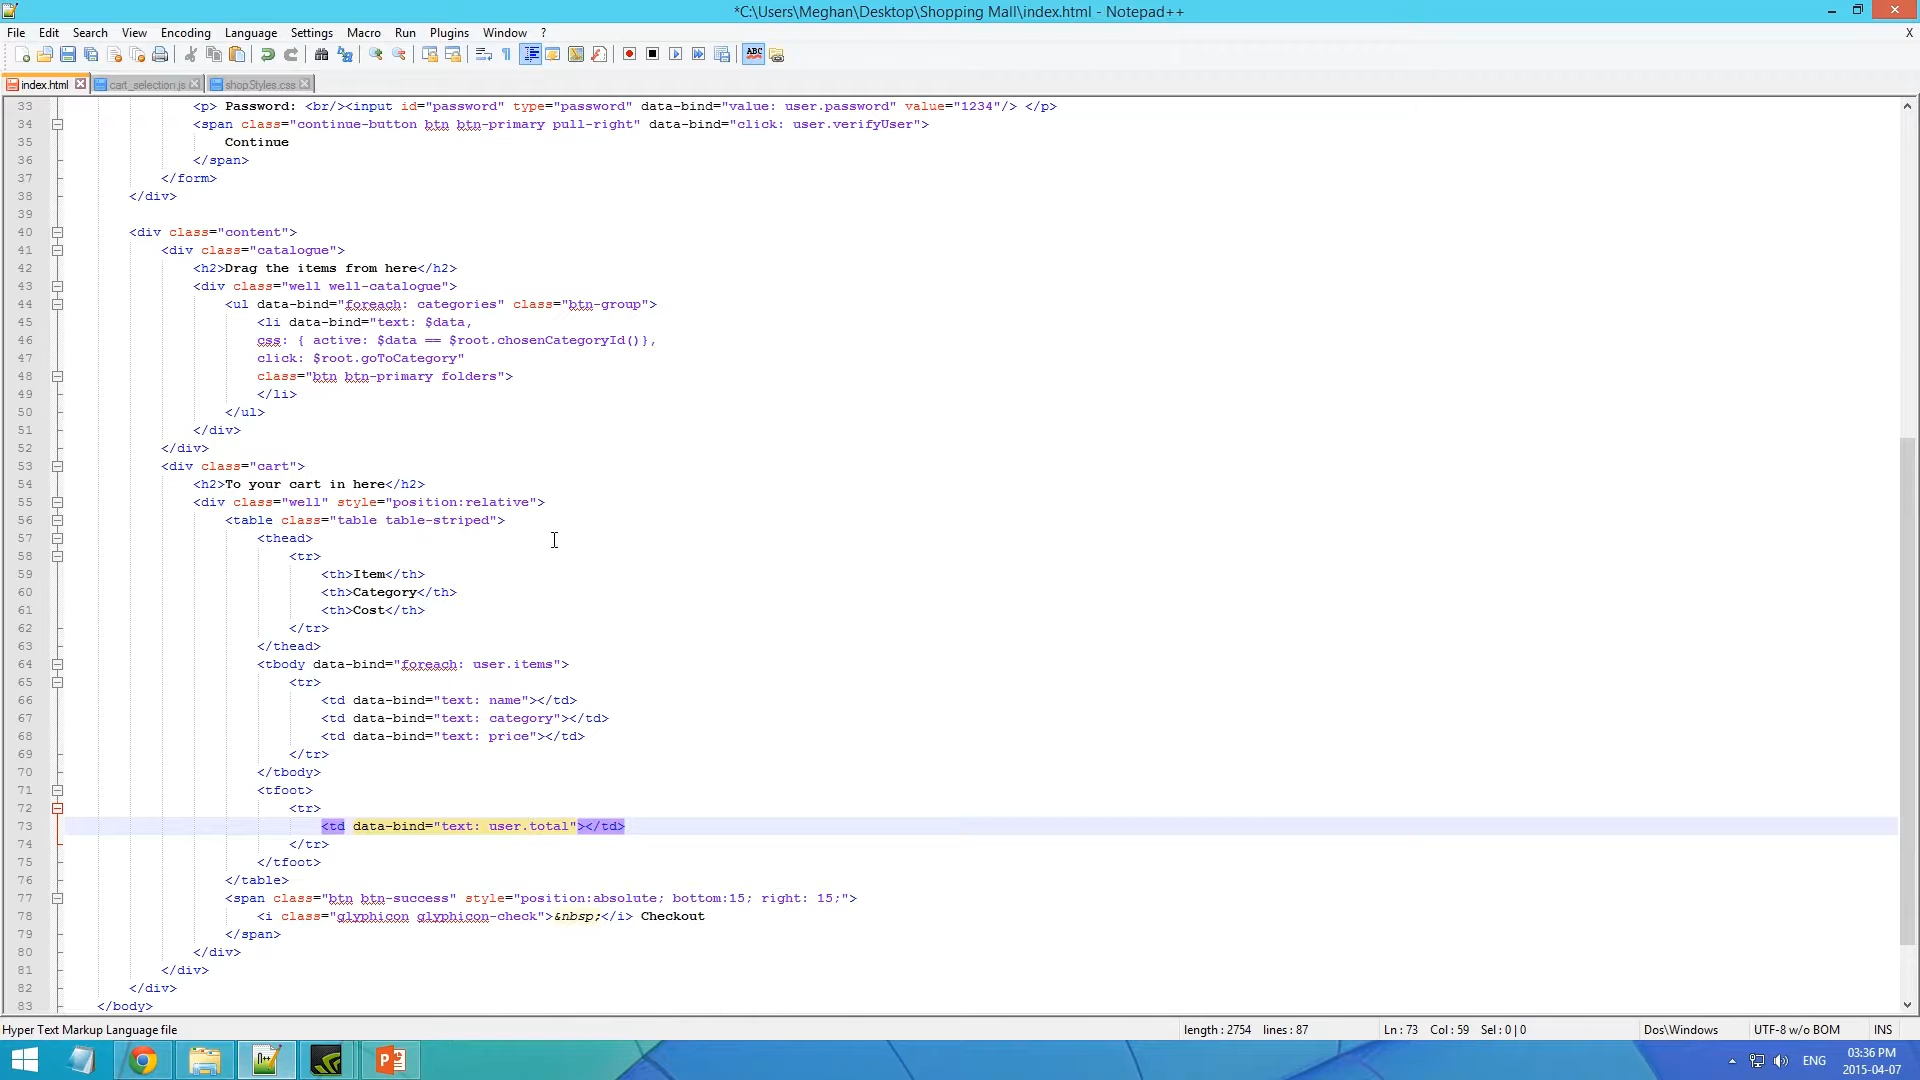 *C:\Users\Meghan\Desktop\Shopping Mall\index.html - Notepad++
File Edit Search View Encoding Language Settings Macro Run Plugins Window ? X
index.html cart_selection.js shopStyles.css
33 <p> Password: <br/><input id="password" type="password" data-bind="value: user.password" value="1234"/> </p>
34 <span class="continue-button btn btn-primary pull-right" data-bind="click: user.verifyUser">
35 Continue
36 </span>
37 </form>
38 </div>
39
40 <div class="content">
41 <div class="catalogue">
42 <h2>Drag the items from here</h2>
43 <div class="well well-catalogue">
44 <ul data-bind="foreach: categories" class="btn-group">
45 <li data-bind="text: $data,
46 css: { active: $data == $root.chosenCategoryId()},
47 click: $root.goToCategory"
48 class="btn btn-primary folders">
49 </li>
50 </ul>
51 </div>
52 </div>
53 <div class="cart">
54 <h2>To your cart in here</h2>
55 <div class="well" style="position:relative">
56 <table class="table table-striped">
57 <thead>
58 <tr>
59 <th>Item</th>
60 <th>Category</th>
61 <th>Cost</th>
62 </tr>
63 </thead>
64 <tbody data-bind="foreach: user.items">
65 <tr>
66 <td data-bind="text: name"></td>
67 <td data-bind="text: category"></td>
68 <td data-bind="text: price"></td>
69 </tr>
70 </tbody>
71 <tfoot>
72 <tr>
73 <td data-bind="text: user.total"></td>
74 </tr>
75 </tfoot>
76 </table>
77 <span class="btn btn-success" style="position:absolute; bottom:15; right: 15;">
78 <i class="glyphicon glyphicon-check">&nbsp;</i> Checkout
79 </span>
80 </div>
81 </div>
82 </div>
83 </body>
Hyper Text Markup Language file length : 2754 lines : 87 Ln : 73 Col : 59 Sel : 0 | 0 Dos\Windows UTF-8 w/o BOM INS
ENG 03:36 PM
2015-04-07